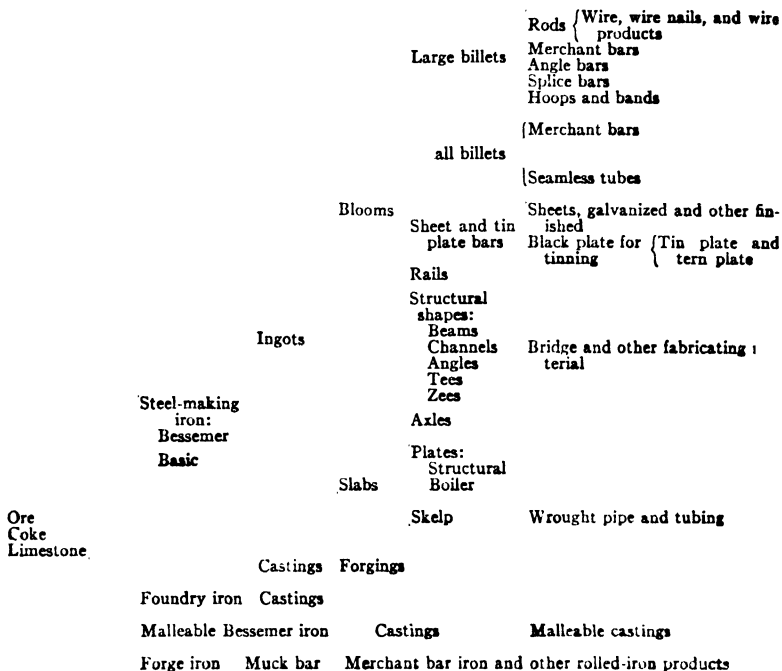 Rods { Wire, wire nails, and wire
products
Large billets
Merchant bars
Angle bars
Splice bars
Hoops and bands
{Merchant bars
all billets
{Seamless tubes
Blooms
Sheet and tin
plate bars
Sheets, galvanized and other fin-
ished
Black plate for { Tin plate and
tinning { tern plate
Rails
Structural
shapes:
Beams
Channels
Angles
Tees
Zees
Bridge and other fabricating
terial
Ingots
Steel-making
iron:
Bessemer
Basic
Axles
Plates:
Structural
Boiler
Slabs
Skelp Wrought pipe and tubing
Ore
Coke
Limestone
Castings Forgings
Foundry iron Castings
Malleable Bessemer iron Castings Malleable castings
Forge iron Muck bar Merchant bar iron and other rolled-iron products